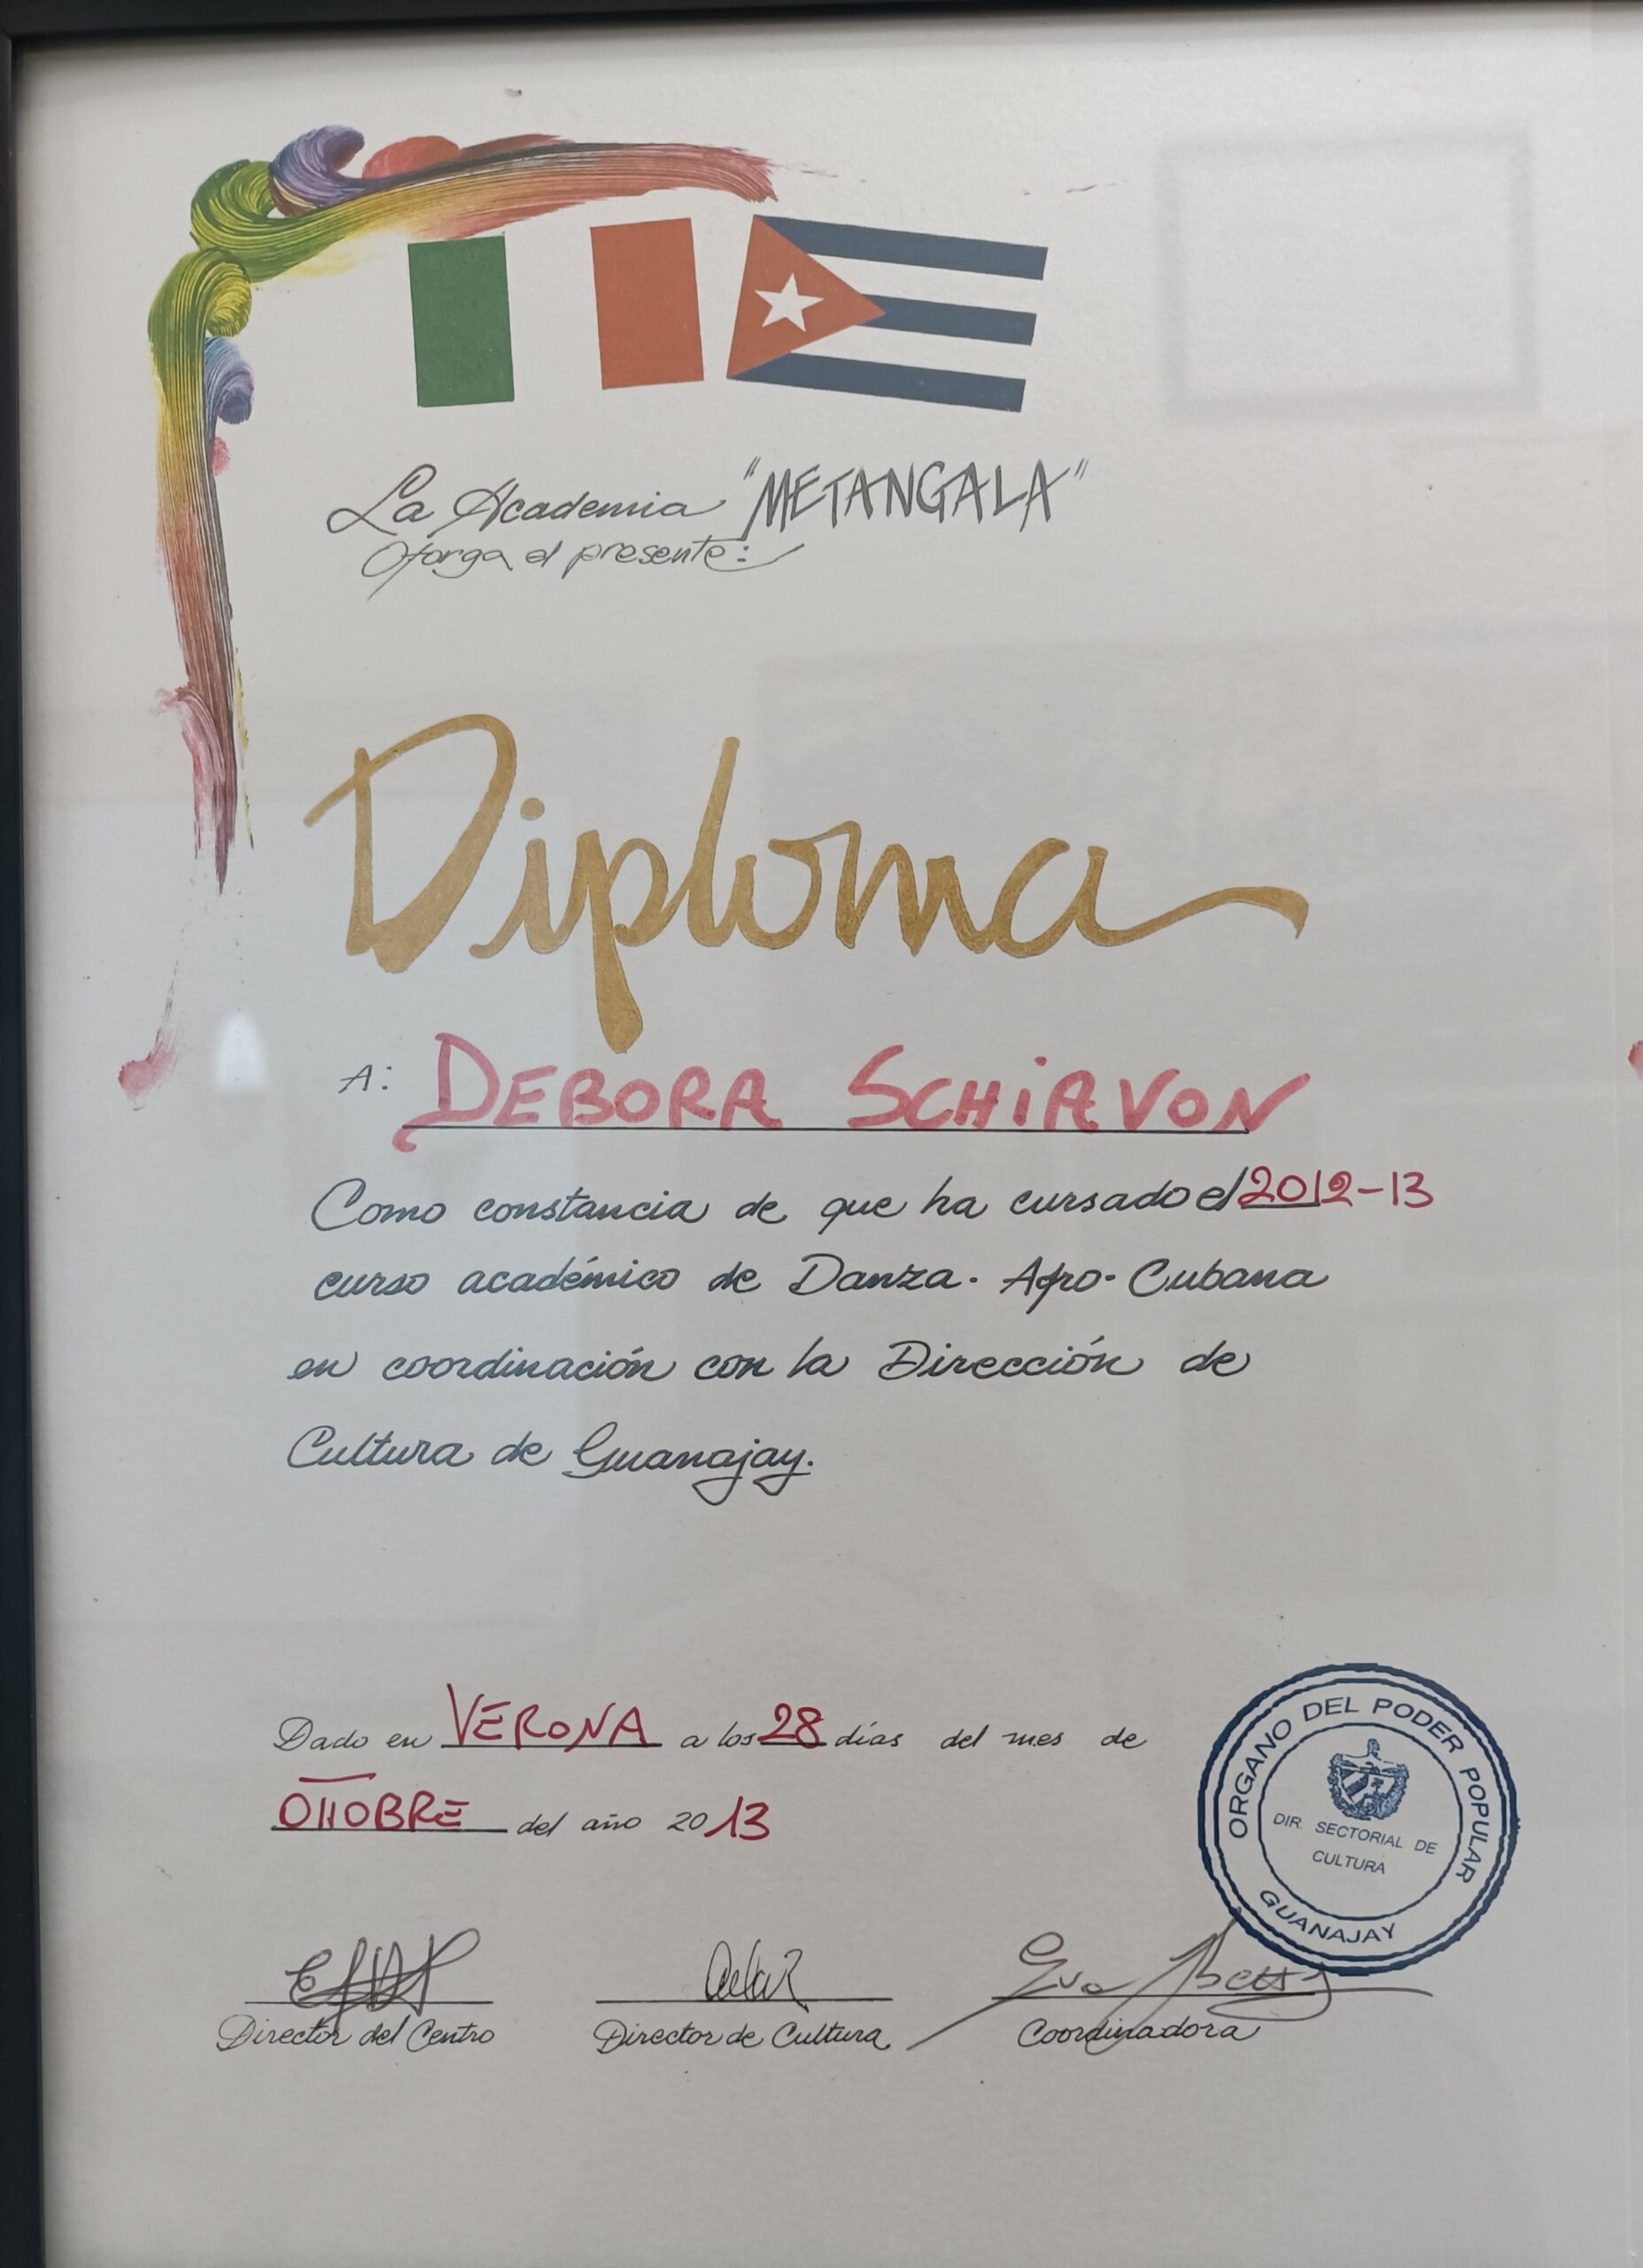 La Academia "METANGALA"
Otorga el presente:
Diploma
A: DEBORA SCHIAVON
Como constancia de que ha cursado el 2012-13
curso académico de Danza. Afro-Cubana
en coordinación con la Dirección de
Cultura de Guanajay.
Dado en VERONA a los 28 días del mes de
OTTOBRE del año 2013
ORGANO DEL PODER POPULAR
DIR. SECTORIAL DE
CULTURA
GUANAJAY
Director del Centro
Director de Cultura
Coordinadora